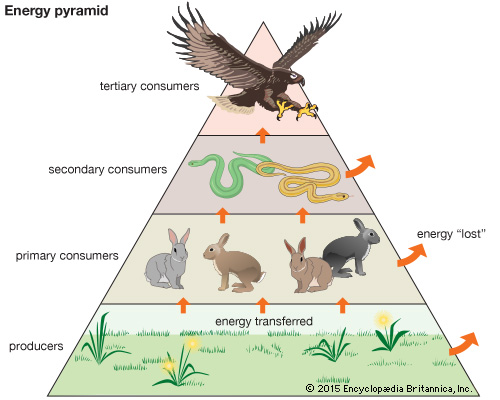 Energy pyramid
tertiary consumers
secondary consumers
energy “lost”
primary consumers
energy transferred
producers
© 2015 Encyclopædia Britannica, Inc.